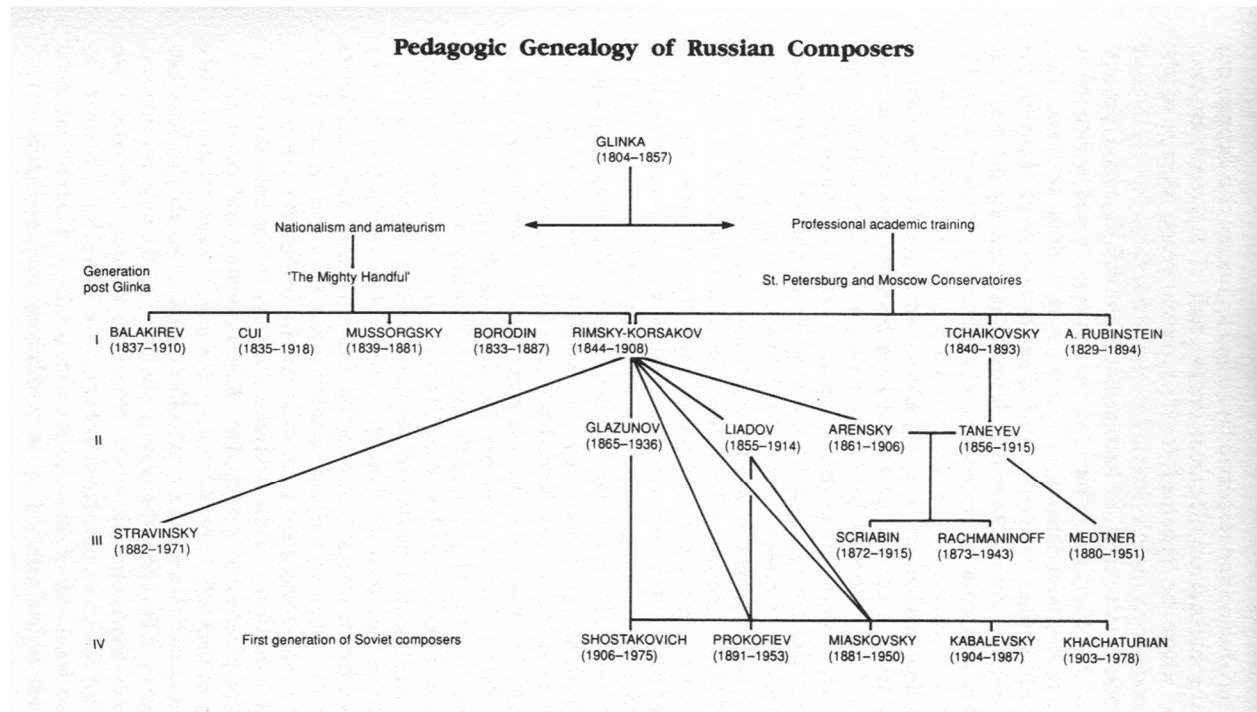 Pedagogic Genealogy of Russian Composers
GLINKA
(1804–1857)
Nationalism and amateurism
Professional academic training
Generation
post Glinka
'The Mighty Handful'
St. Petersburg and Moscow Conservatoires
I
BALAKIREV
(1837–1910)
CUI
(1835–1918)
MUSSORGSKY
(1839–1881)
BORODIN
(1833–1887)
RIMSKY-KORSAKOV
(1844–1908)
TCHAIKOVSKY
(1840–1893)
A. RUBINSTEIN
(1829–1894)
II
GLAZUNOV
(1865–1936)
LIADOV
(1855–1914)
ARENSKY
(1861–1906)
TANEYEV
(1856–1915)
III
STRAVINSKY
(1882–1971)
SCRIABIN
(1872–1915)
RACHMANINOFF
(1873–1943)
MEDTNER
(1880–1951)
IV
First generation of Soviet composers
SHOSTAKOVICH
(1906–1975)
PROKOFIEV
(1891–1953)
MIASKOVSKY
(1881–1950)
KABALEVSKY
(1904–1987)
KHACHATURIAN
(1903–1978)